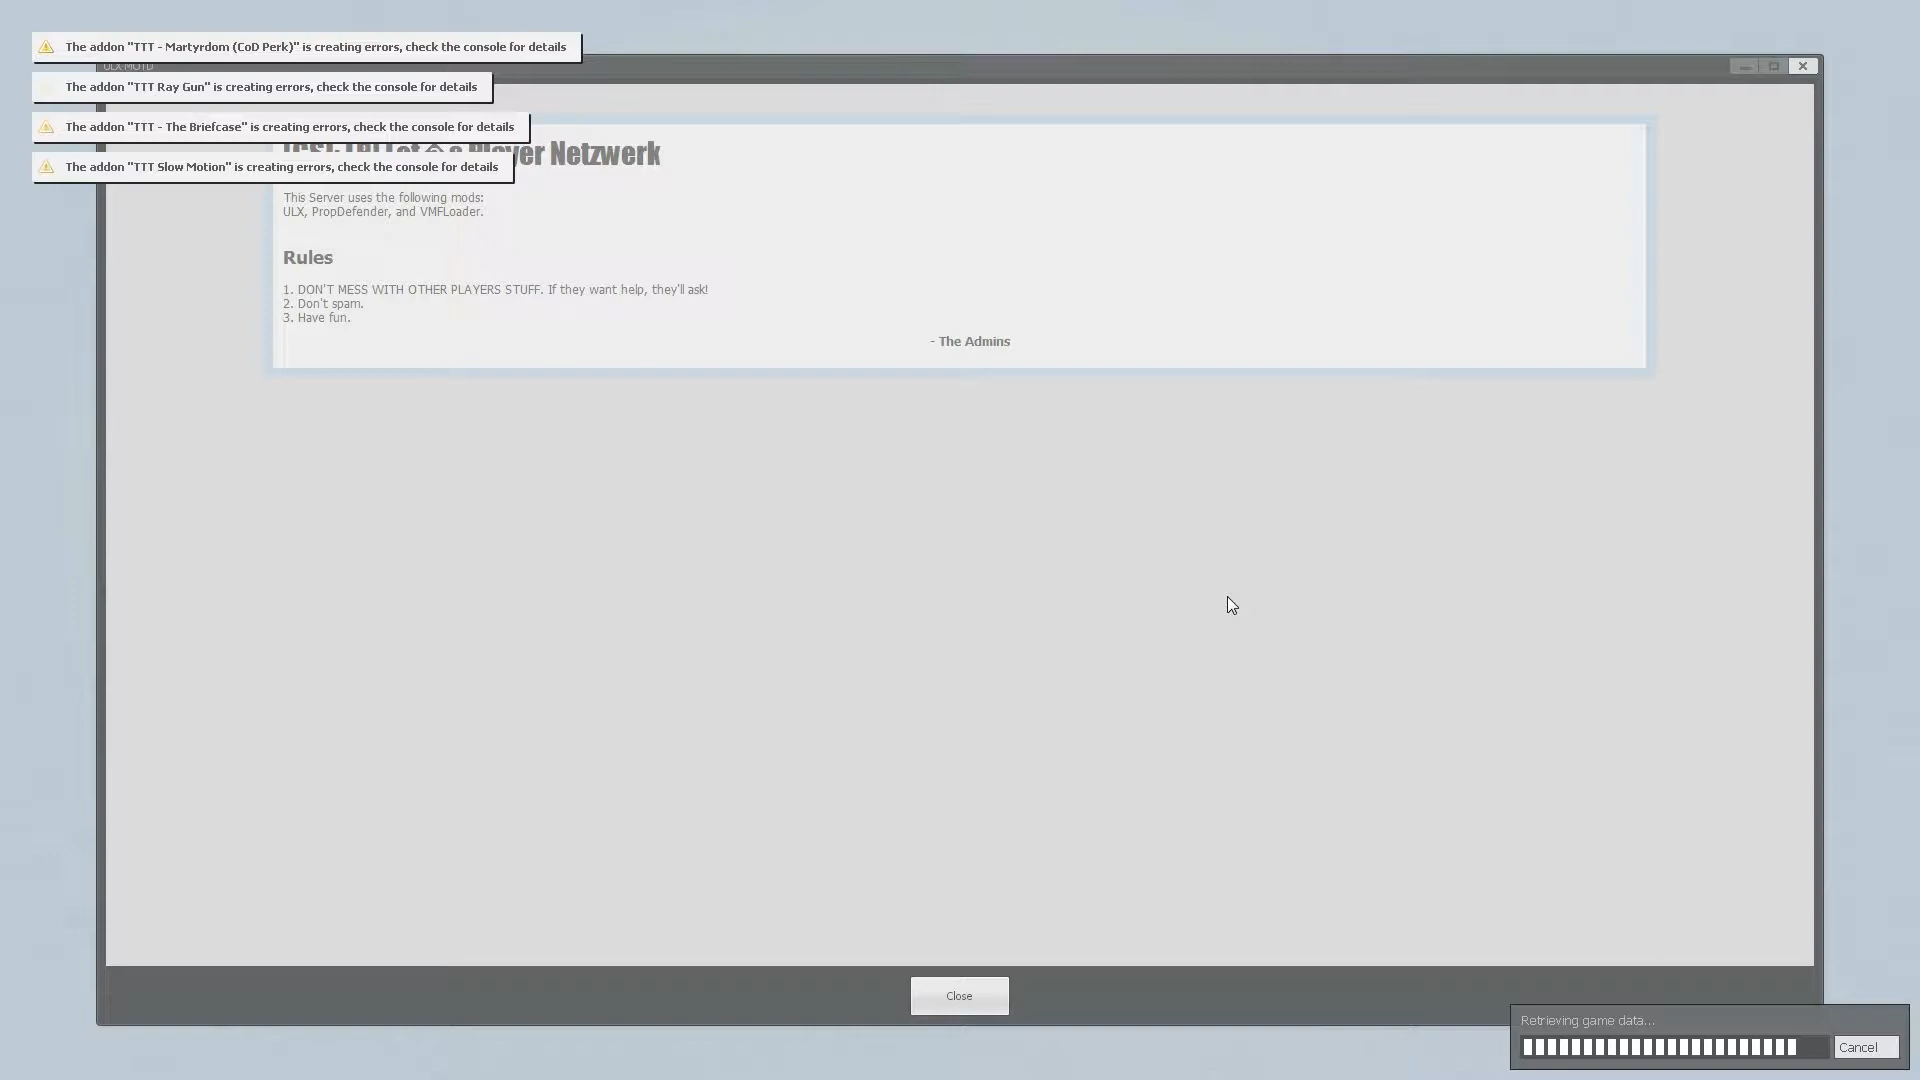 The addon "TTT - Martyrdom (CoD Perk)" is creating errors, check the console for details
ULX MOTD
The addon "TTT Ray Gun" is creating errors, check the console for details
The addon "TTT - The Briefcase" is creating errors, check the console for details
Player Netzwerk
The addon "TTT Slow Motion" is creating errors, check the console for details
This Server uses the following mods:
ULX, PropDefender, and VMFLoader.
Rules
1. DON'T MESS WITH OTHER PLAYERS STUFF. If they want help, they'll ask!
2. Don't spam.
3. Have fun.
- The Admins
Close
Retrieving game data...
Cancel